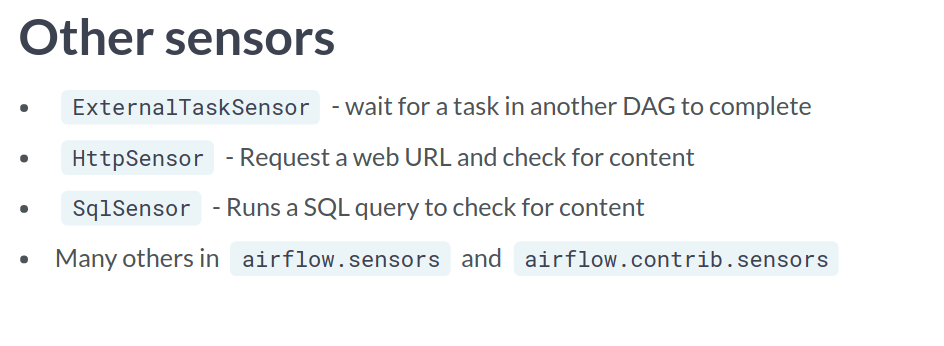 Other sensors
• ExternalTaskSensor - wait for a task in another DAG to complete
• HttpSensor - Request a web URL and check for content
• SqlSensor - Runs a SQL query to check for content
• Many others in airflow.sensors and airflow.contrib.sensors